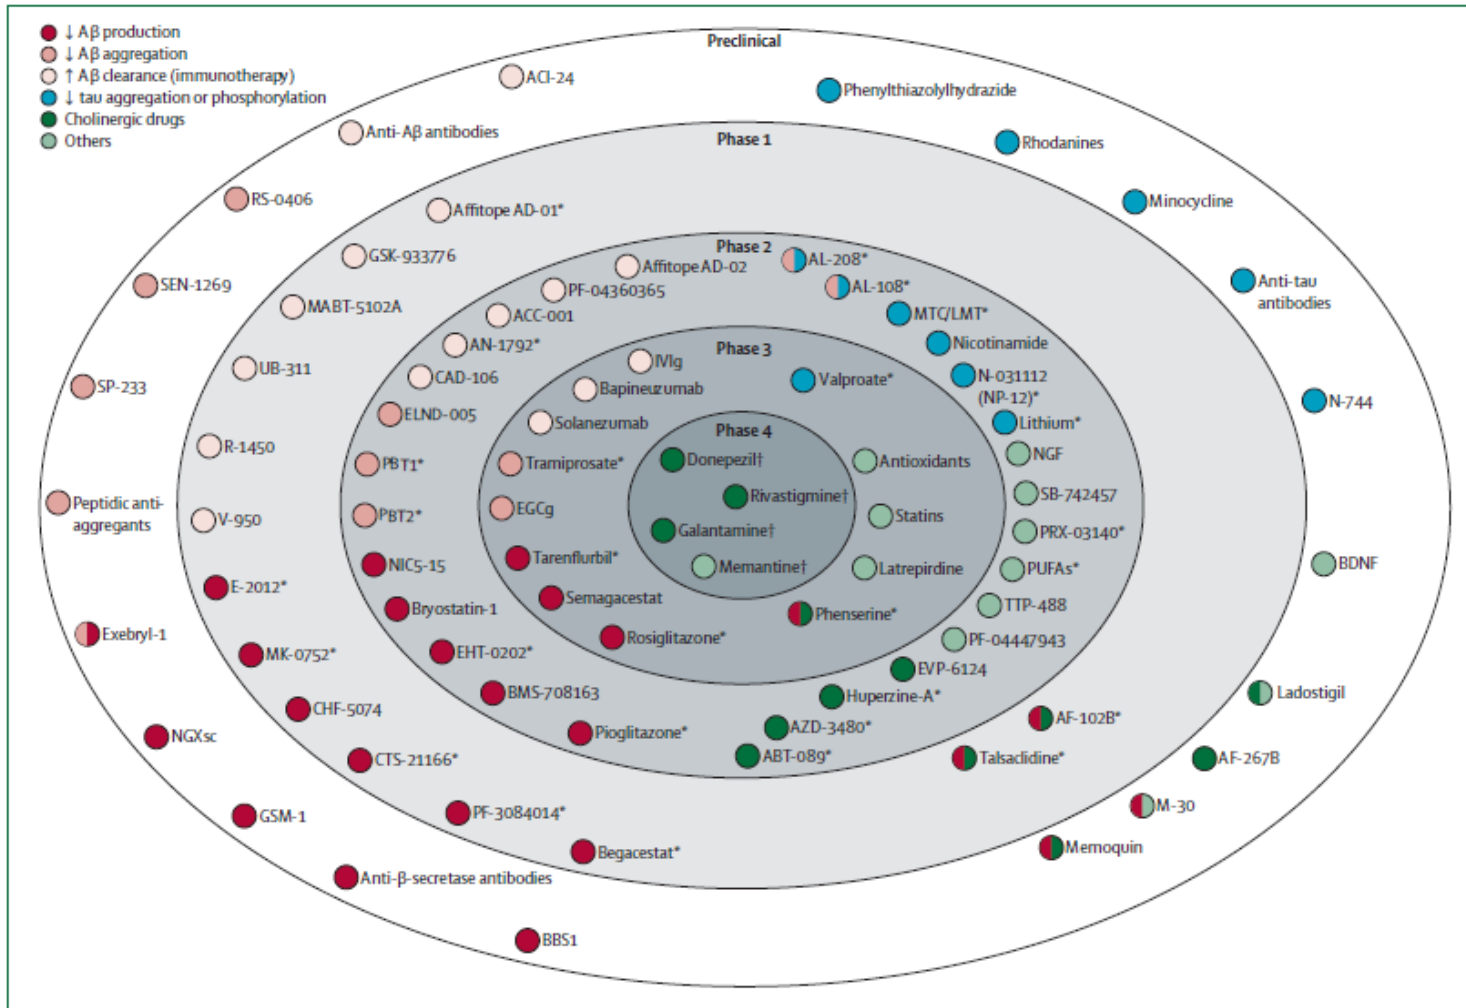 ↓ Aβ production
↓ Aβ aggregation
↑ Aβ clearance (immunotherapy)
↓ tau aggregation or phosphorylation
Cholinergic drugs
Others
Preclinical
ACI-24
Phenylthiazolylhydrazide
Anti-Aβ antibodies
Rhodanines
RS-0406
Minocycline
SEN-1269
Anti-tau
antibodies
SP-233
N-744
Peptidic anti-
aggregants
BDNF
Exebryl-1
Ladostigil
NGXsc
AF-267B
GSM-1
M-30
Memoquin
Anti-β-secretase antibodies
BBS1
Phase 1
Affitope AD-01*
GSK-933776
MABT-5102A
UB-311
R-1450
V-950
E-2012*
MK-0752*
CHF-5074
CTS-21166*
PF-3084014*
Begacestat*
AF-102B*
Talsaclidine*
Phase 2
Affitope AD-02
AL-208*
PF-04360365
AL-108*
ACC-001
MTC/LMT*
AN-1792*
Nicotinamide
CAD-106
N-031112
(NP-12)*
ELND-005
Lithium*
PBT1*
NGF
SB-742457
PBT2*
PRX-03140*
NIC5-15
PUFAs*
Bryostatin-1
TTP-488
EHT-0202*
PF-04447943
BMS-708163
EVP-6124
Pioglitazone*
Huperzine-A*
AZD-3480*
ABT-089*
Phase 3
IVIg
Valproate*
Bapineuzumab
Solanezumab
Tramiprosate*
Antioxidants
EGCg
Statins
Tarenflurbil*
Latrepirdine
Semagacestat
Phenserine*
Rosiglitazone*
Phase 4
Donepezil†
Rivastigmine†
Galantamine†
Memantine†